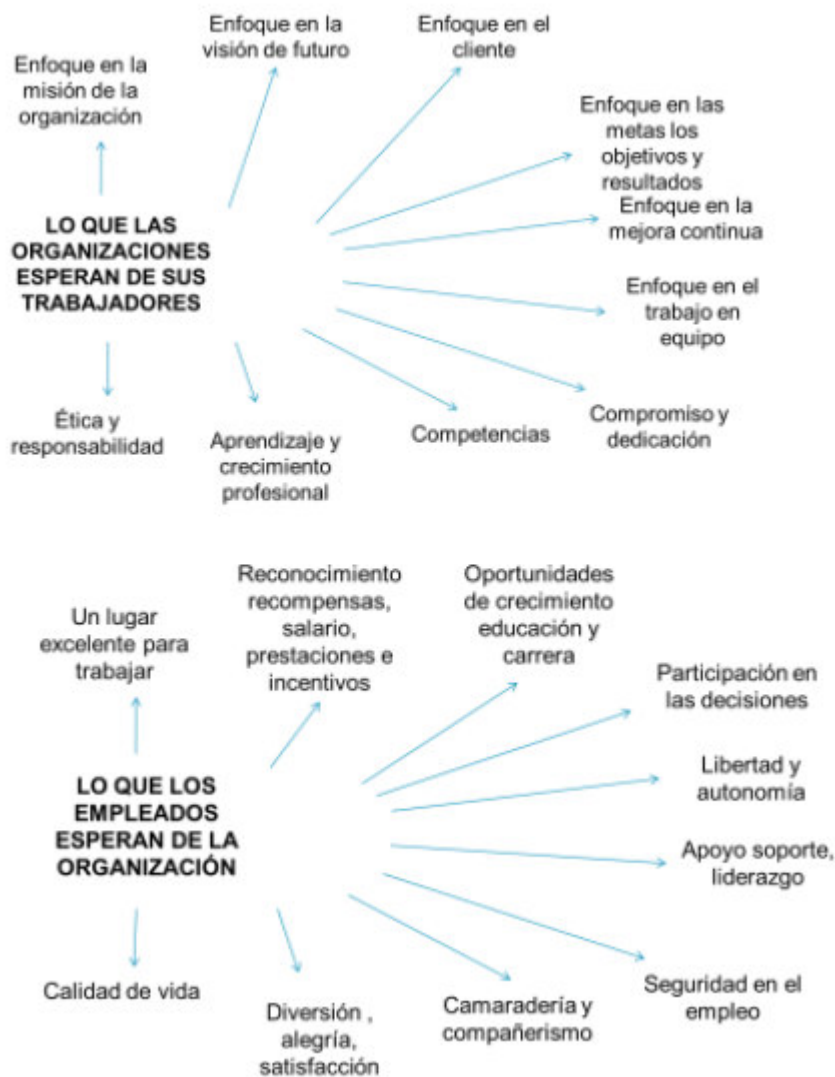 Enfoque en la
misión de la
organización
Enfoque en la
visión de futuro
Enfoque en el
cliente
Enfoque en las
metas los
objetivos y
resultados
Enfoque en la
mejora continua
Enfoque en el
trabajo en
equipo
Compromiso y
dedicación
Competencias
Aprendizaje y
crecimiento
profesional
Ética y
responsabilidad
LO QUE LAS
ORGANIZACIONES
ESPERAN DE SUS
TRABAJADORES
Un lugar
excelente para
trabajar
Reconocimiento
recompensas,
salario,
prestaciones e
incentivos
Oportunidades
de crecimiento
educación y
carrera
Participación en
las decisiones
Libertad y
autonomía
Apoyo soporte,
liderazgo
Seguridad en el
empleo
Camaradería y
compañerismo
Diversión ,
alegría,
satisfacción
Calidad de vida
LO QUE LOS
EMPLEADOS
ESPERAN DE LA
ORGANIZACIÓN